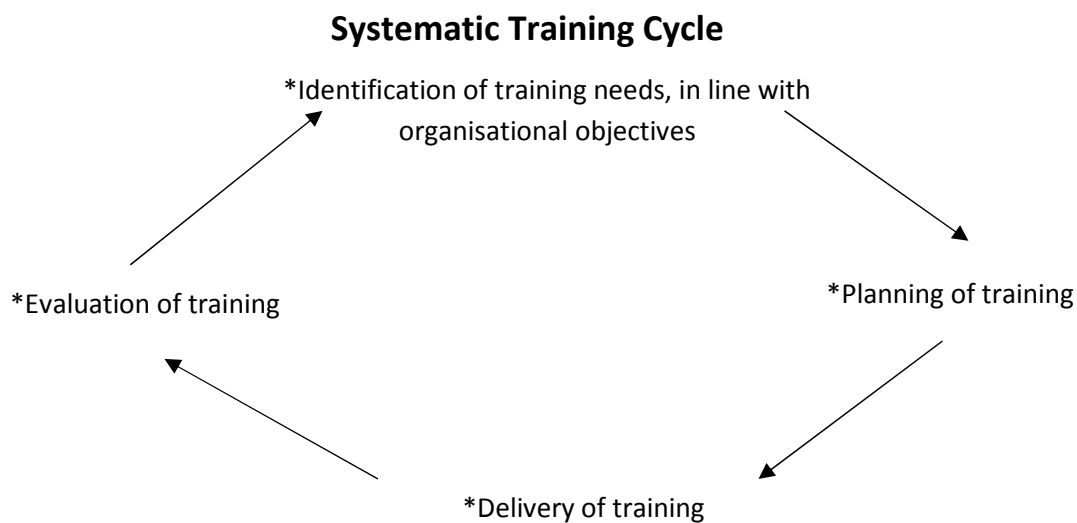 Systematic Training Cycle
*Identification of training needs, in line with
organisational objectives
*Evaluation of training
*Planning of training
*Delivery of training